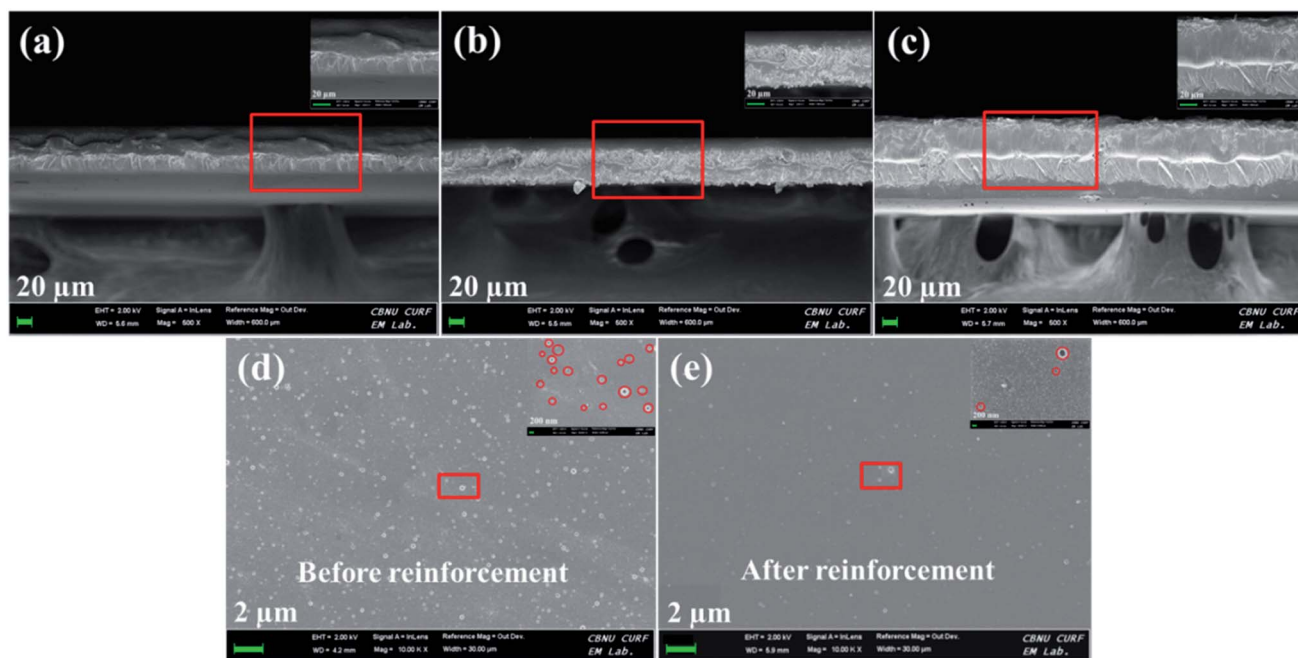 (a)
20 µm
20 µm
EHT = 2.00 kV Signal A = InLens Reference Mag = Out Dev. CBNU CURF
WD = 5.6 mm Mag = 500 X Width = 600.0 µm EM Lab.
(b)
20 µm
20 µm
EHT = 2.00 kV Signal A = InLens Reference Mag = Out Dev. CBNU CURF
WD = 5.5 mm Mag = 500 X Width = 600.0 µm EM Lab.
(c)
20 µm
20 µm
EHT = 2.00 kV Signal A = InLens Reference Mag = Out Dev. CBNU CURF
WD = 5.7 mm Mag = 500 X Width = 600.0 µm EM Lab.
(d)
200 nm
Before reinforcement
2 µm
EHT = 2.00 kV Signal A = InLens Reference Mag = Out Dev. CBNU CURF
WD = 4.2 mm Mag = 10.00 K X Width = 30.00 µm EM Lab.
(e)
200 nm
After reinforcement
2 µm
EHT = 2.00 kV Signal A = InLens Reference Mag = Out Dev. CBNU CURF
WD = 5.9 mm Mag = 10.00 K X Width = 30.00 µm EM Lab.